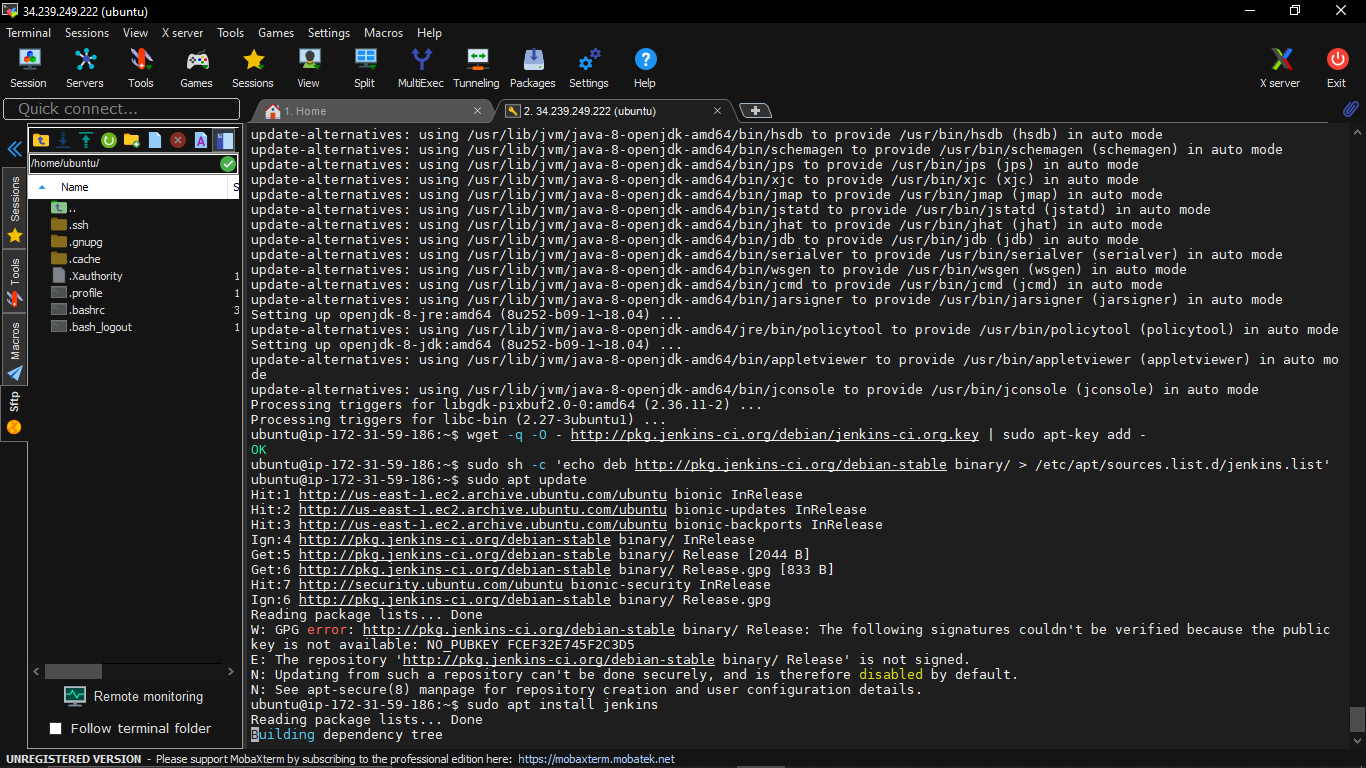 34.239.249.222 (ubuntu)
Terminal Sessions View X server Tools Games Settings Macros Help
Session Servers Tools Games Sessions View Split MultiExec Tunneling Packages Settings Help X server Exit
Quick connect...
1. Home
2. 34.239.249.222 (ubuntu)
/home/ubuntu/
Name S
..
.ssh
.gnupg
.cache
.Xauthority 1
.profile 1
.bashrc 3
.bash_logout 1
Sessions
Tools
Macros
Sftp
Remote monitoring
Follow terminal folder
update-alternatives: using /usr/lib/jvm/java-8-openjdk-amd64/bin/hsdb to provide /usr/bin/hsdb (hsdb) in auto mode
update-alternatives: using /usr/lib/jvm/java-8-openjdk-amd64/bin/schemagen to provide /usr/bin/schemagen (schemagen) in auto mode
update-alternatives: using /usr/lib/jvm/java-8-openjdk-amd64/bin/jps to provide /usr/bin/jps (jps) in auto mode
update-alternatives: using /usr/lib/jvm/java-8-openjdk-amd64/bin/xjc to provide /usr/bin/xjc (xjc) in auto mode
update-alternatives: using /usr/lib/jvm/java-8-openjdk-amd64/bin/jmap to provide /usr/bin/jmap (jmap) in auto mode
update-alternatives: using /usr/lib/jvm/java-8-openjdk-amd64/bin/jstatd to provide /usr/bin/jstatd (jstatd) in auto mode
update-alternatives: using /usr/lib/jvm/java-8-openjdk-amd64/bin/jhat to provide /usr/bin/jhat (jhat) in auto mode
update-alternatives: using /usr/lib/jvm/java-8-openjdk-amd64/bin/jdb to provide /usr/bin/jdb (jdb) in auto mode
update-alternatives: using /usr/lib/jvm/java-8-openjdk-amd64/bin/serialver to provide /usr/bin/serialver (serialver) in auto mode
update-alternatives: using /usr/lib/jvm/java-8-openjdk-amd64/bin/wsgen to provide /usr/bin/wsgen (wsgen) in auto mode
update-alternatives: using /usr/lib/jvm/java-8-openjdk-amd64/bin/jcmd to provide /usr/bin/jcmd (jcmd) in auto mode
update-alternatives: using /usr/lib/jvm/java-8-openjdk-amd64/bin/jarsigner to provide /usr/bin/jarsigner (jarsigner) in auto mode
Setting up openjdk-8-jre:amd64 (8u252-b09-1~18.04) ...
update-alternatives: using /usr/lib/jvm/java-8-openjdk-amd64/jre/bin/policytool to provide /usr/bin/policytool (policytool) in auto mode
Setting up openjdk-8-jdk:amd64 (8u252-b09-1~18.04) ...
update-alternatives: using /usr/lib/jvm/java-8-openjdk-amd64/bin/appletviewer to provide /usr/bin/appletviewer (appletviewer) in auto mo
de
update-alternatives: using /usr/lib/jvm/java-8-openjdk-amd64/bin/jconsole to provide /usr/bin/jconsole (jconsole) in auto mode
Processing triggers for libgdk-pixbuf2.0-0:amd64 (2.36.11-2) ...
Processing triggers for libc-bin (2.27-3ubuntu1) ...
ubuntu@ip-172-31-59-186:~$ wget -q -O - http://pkg.jenkins-ci.org/debian/jenkins-ci.org.key | sudo apt-key add -
OK
ubuntu@ip-172-31-59-186:~$ sudo sh -c 'echo deb http://pkg.jenkins-ci.org/debian-stable binary/ > /etc/apt/sources.list.d/jenkins.list'
ubuntu@ip-172-31-59-186:~$ sudo apt update
Hit:1 http://us-east-1.ec2.archive.ubuntu.com/ubuntu bionic InRelease
Hit:2 http://us-east-1.ec2.archive.ubuntu.com/ubuntu bionic-updates InRelease
Hit:3 http://us-east-1.ec2.archive.ubuntu.com/ubuntu bionic-backports InRelease
Ign:4 http://pkg.jenkins-ci.org/debian-stable binary/ InRelease
Get:5 http://pkg.jenkins-ci.org/debian-stable binary/ Release [2044 B]
Get:6 http://pkg.jenkins-ci.org/debian-stable binary/ Release.gpg [833 B]
Hit:7 http://security.ubuntu.com/ubuntu bionic-security InRelease
Ign:6 http://pkg.jenkins-ci.org/debian-stable binary/ Release.gpg
Reading package lists... Done
W: GPG error: http://pkg.jenkins-ci.org/debian-stable binary/ Release: The following signatures couldn't be verified because the public
key is not available: NO_PUBKEY FCEF32E745F2C3D5
E: The repository 'http://pkg.jenkins-ci.org/debian-stable binary/ Release' is not signed.
N: Updating from such a repository can't be done securely, and is therefore disabled by default.
N: See apt-secure(8) manpage for repository creation and user configuration details.
ubuntu@ip-172-31-59-186:~$ sudo apt install jenkins
Reading package lists... Done
Building dependency tree
UNREGISTERED VERSION - Please support MobaXterm by subscribing to the professional edition here: https://mobaxterm.mobatek.net